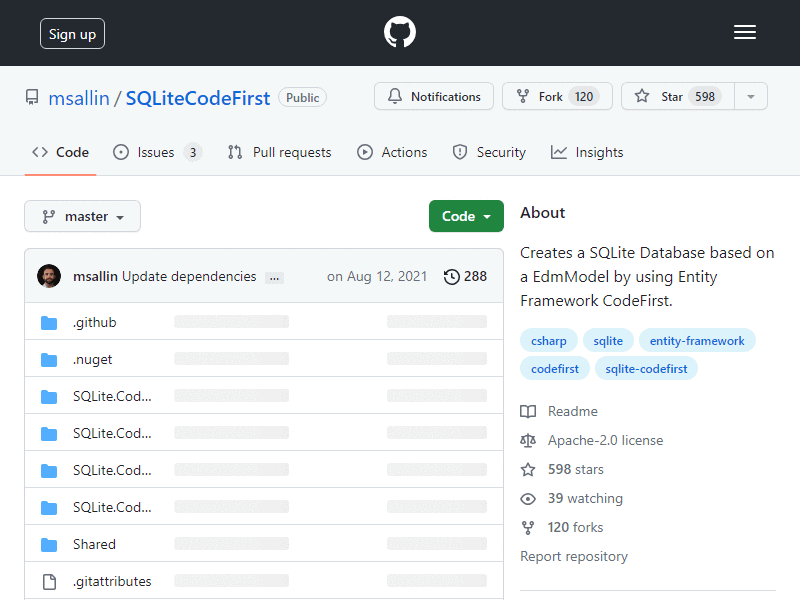 Sign up
msallin / SQLiteCodeFirst Public
Notifications
Fork 120
Star 598
Code
Issues 3
Pull requests
Actions
Security
Insights
master
Code
msallin Update dependencies ...
on Aug 12, 2021
288
.github
.nuget
SQLite.Cod...
SQLite.Cod...
SQLite.Cod...
SQLite.Cod...
Shared
.gitattributes
About
Creates a SQLite Database based on
a EdmModel by using Entity
Framework CodeFirst.
csharp sqlite entity-framework
codefirst sqlite-codefirst
Readme
Apache-2.0 license
598 stars
39 watching
120 forks
Report repository